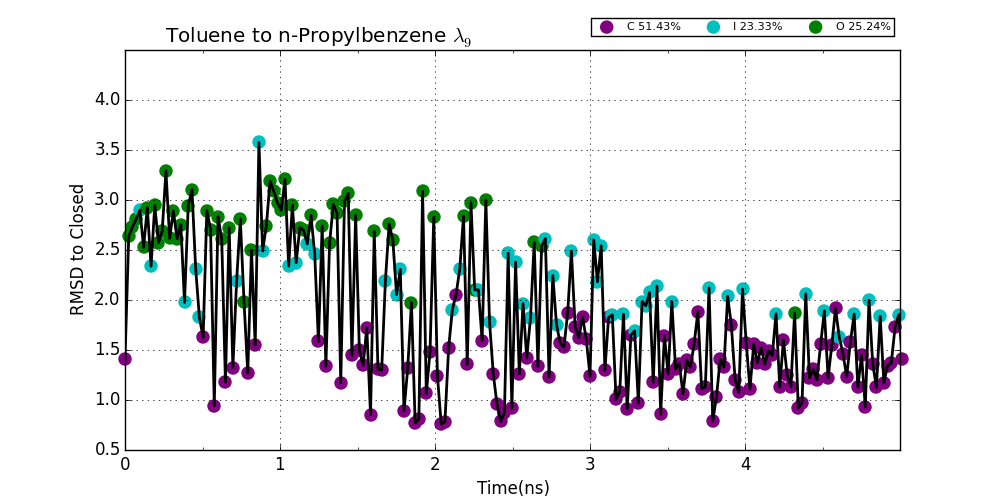 Toluene to n-Propylbenzene λ₉
C 51.43% I 23.33% O 25.24%
4.0
3.5
3.0
2.5
2.0
1.5
1.0
0.5
RMSD to Closed
0 1 2 3 4
Time(ns)